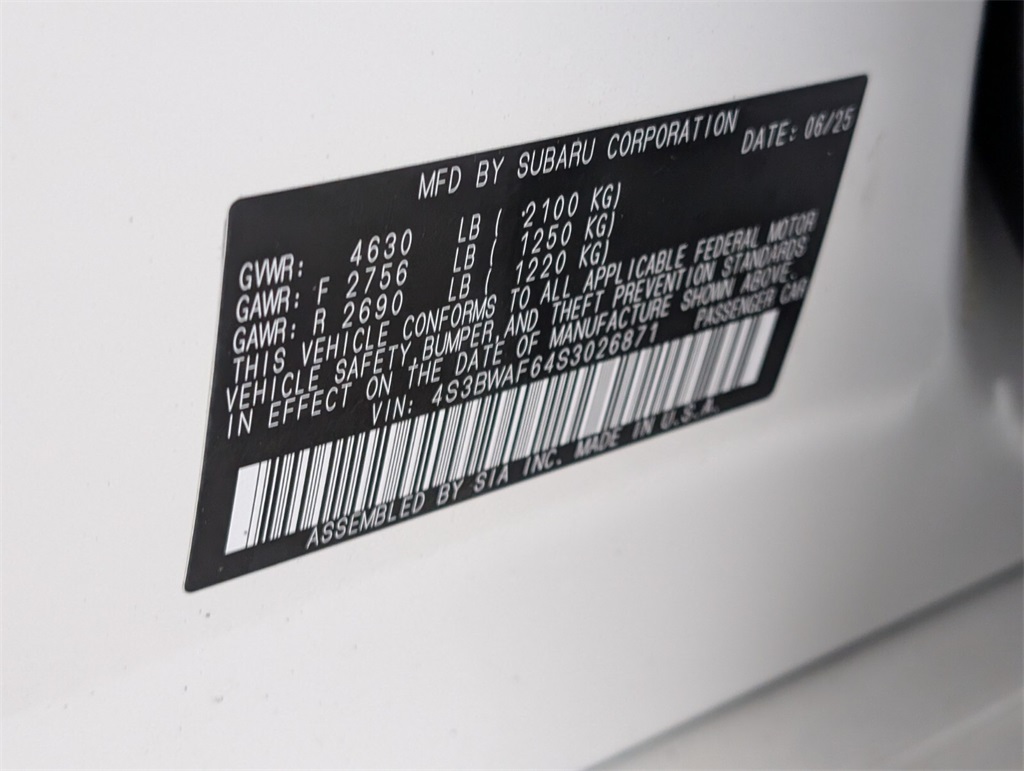 MFD BY SUBARU CORPORATION DATE: 06/25
GVWR: 4630 LB ( 2100 KG)
GAWR: F 2756 LB ( 1250 KG)
GAWR: R 2690 LB ( 1220 KG)
THIS VEHICLE CONFORMS TO ALL APPLICABLE FEDERAL MOTOR
VEHICLE SAFETY,BUMPER,AND THEFT PREVENTION STANDARDS
IN EFFECT ON THE DATE OF MANUFACTURE SHOWN ABOVE.
VIN: 4S3BWAF64S3026871 PASSENGER CAR
ASSEMBLED BY SIA INC. MADE IN U.S.A.